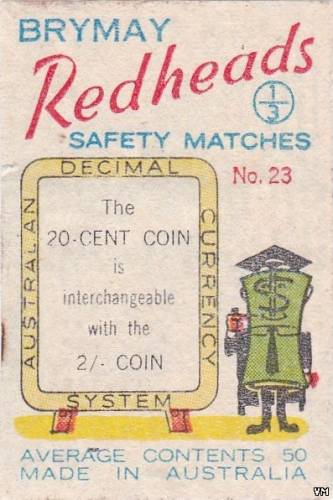 BRYMAY
Redheads
1/3
SAFETY MATCHES
No. 23
DECIMAL
AUSTRALIAN
CURRENCY
The
20-CENT COIN
is
interchangeable
with the
2/- COIN
SYSTEM
$
AVERAGE CONTENTS 50
MADE IN AUSTRALIA
VM